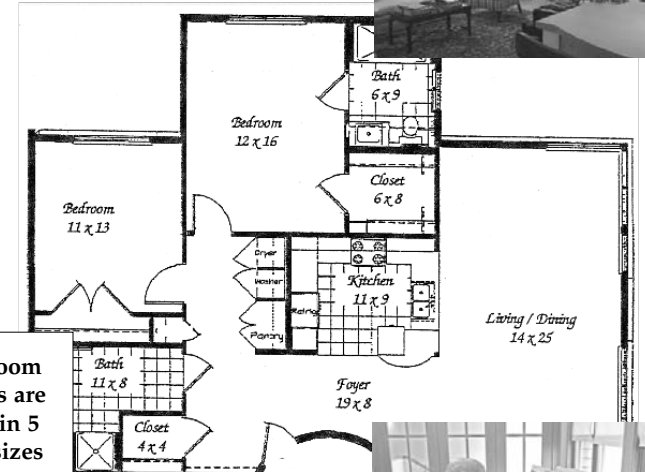 Bath
6 x 9
Bedroom
12 x 16
Closet
6 x 8
Bedroom
11 x 13
Dryer
Washer
Kitchen
11 x 9
Refrig
Pantry
Living / Dining
14 x 25
Bath
11 x 8
Foyer
19 x 8
Closet
4 x 4
oom
s are
in 5
sizes